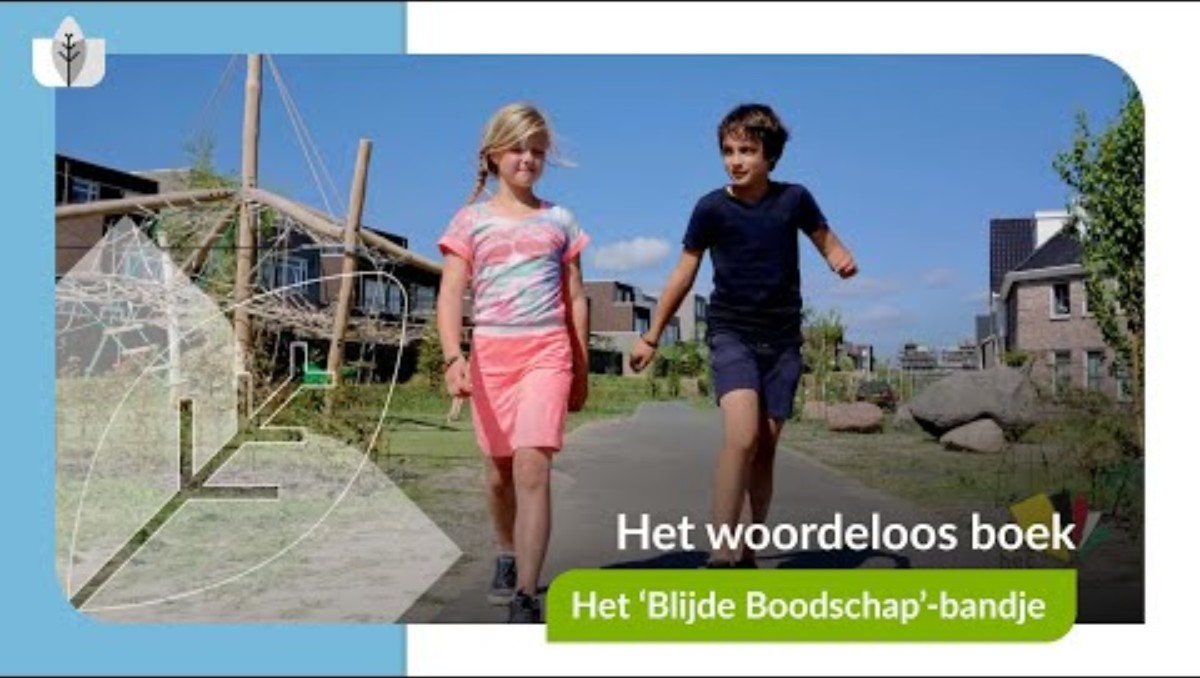 Het woordeloos boek
Het ‘Blijde Boodschap’-bandje